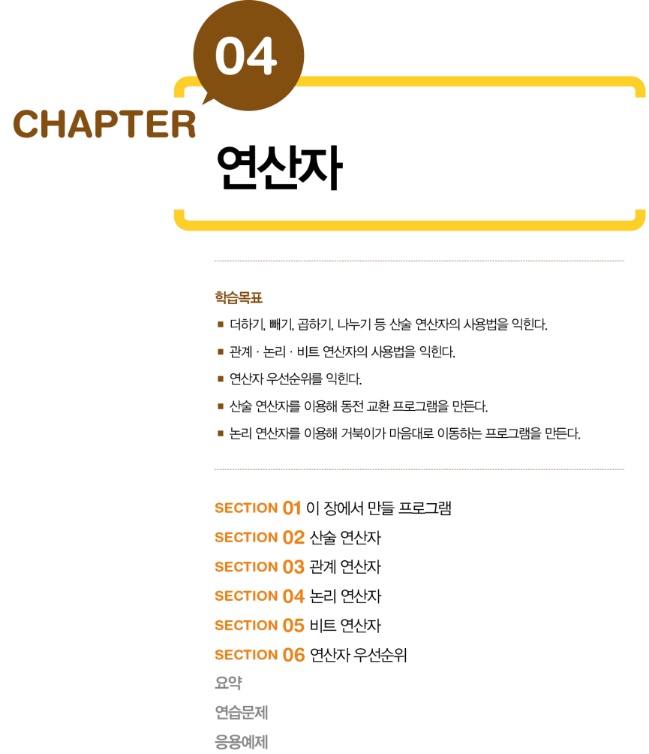 04
CHAPTER
연산자
학습목표
■ 더하기, 빼기, 곱하기, 나누기 등 산술 연산자의 사용법을 익힌다.
■ 관계 · 논리 · 비트 연산자의 사용법을 익힌다.
■ 연산자 우선순위를 익힌다.
■ 산술 연산자를 이용해 동전 교환 프로그램을 만든다.
■ 논리 연산자를 이용해 거북이가 마음대로 이동하는 프로그램을 만든다.
SECTION 01 이 장에서 만들 프로그램
SECTION 02 산술 연산자
SECTION 03 관계 연산자
SECTION 04 논리 연산자
SECTION 05 비트 연산자
SECTION 06 연산자 우선순위
요약
연습문제
응용예제